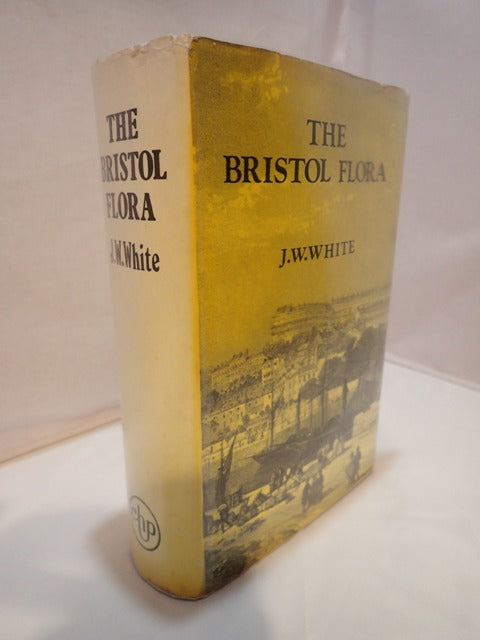 THE
BRISTOL
FLORA
J.W.White
chp
THE
BRISTOL FLORA
J.W.WHITE